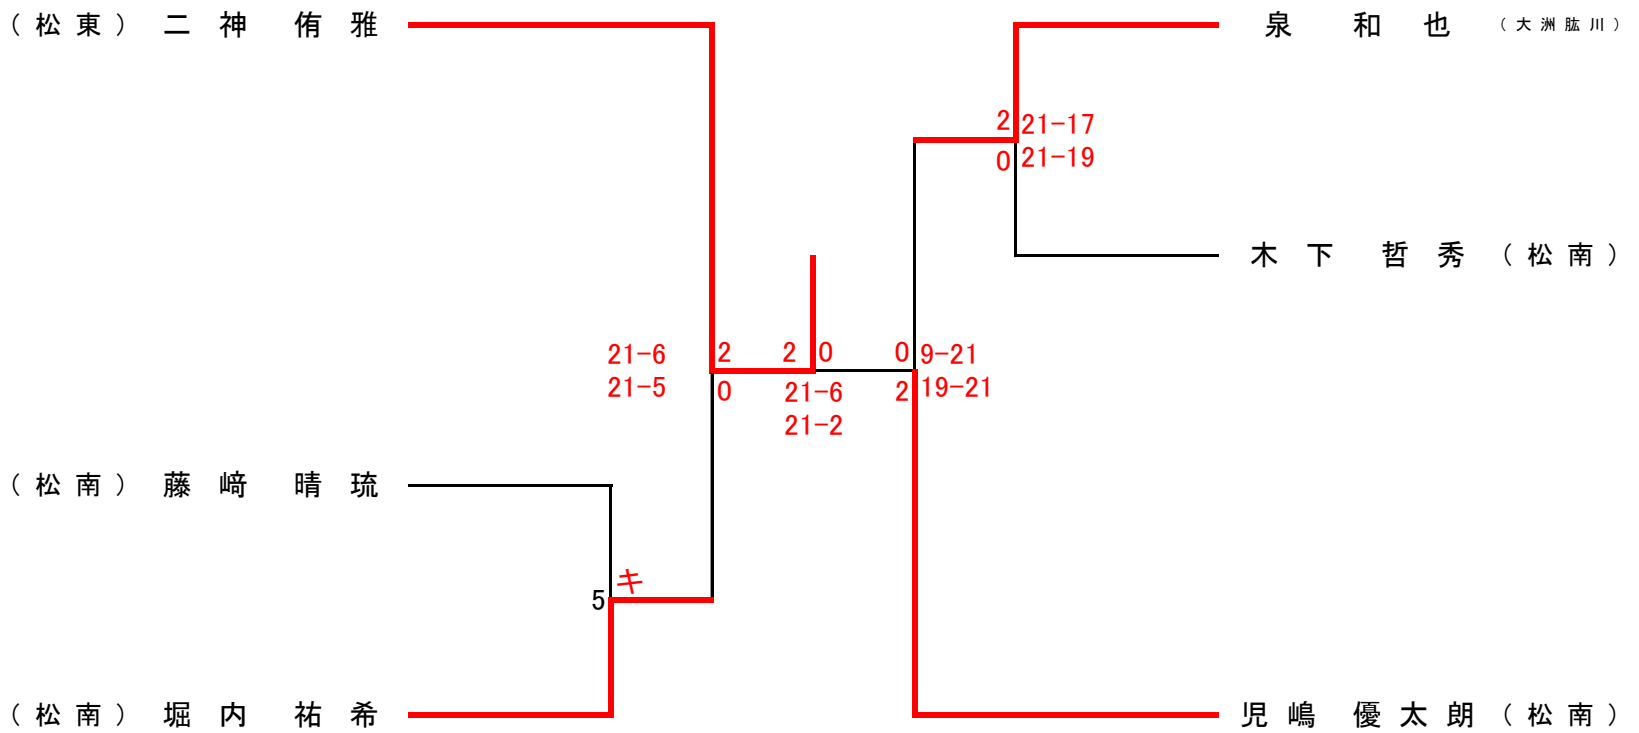 （松東） 二神 侑雅
泉 和也 （大洲肱川）
2 21-17
0 21-19
木下 哲秀 （松南）
21-6 2
21-5 0
2 0
21-6
21-2
0 9-21
2 19-21
（松南） 藤﨑 晴琉
キ
5
（松南） 堀内 祐希
児嶋 優太朗 （松南）